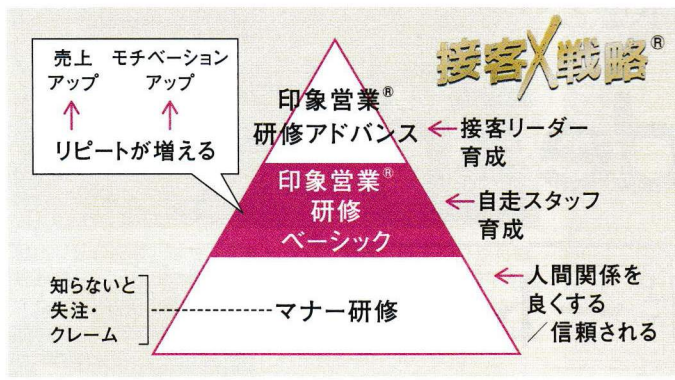 接客X戦略®
売上 モチベーション
アップ アップ
リピートが増える
印象営業®
研修アドバンス
接客リーダー
育成
印象営業®
研修
ベーシック
自走スタッフ
育成
知らないと
失注・
クレーム
マナー研修
人間関係を
良くする
／信頼される